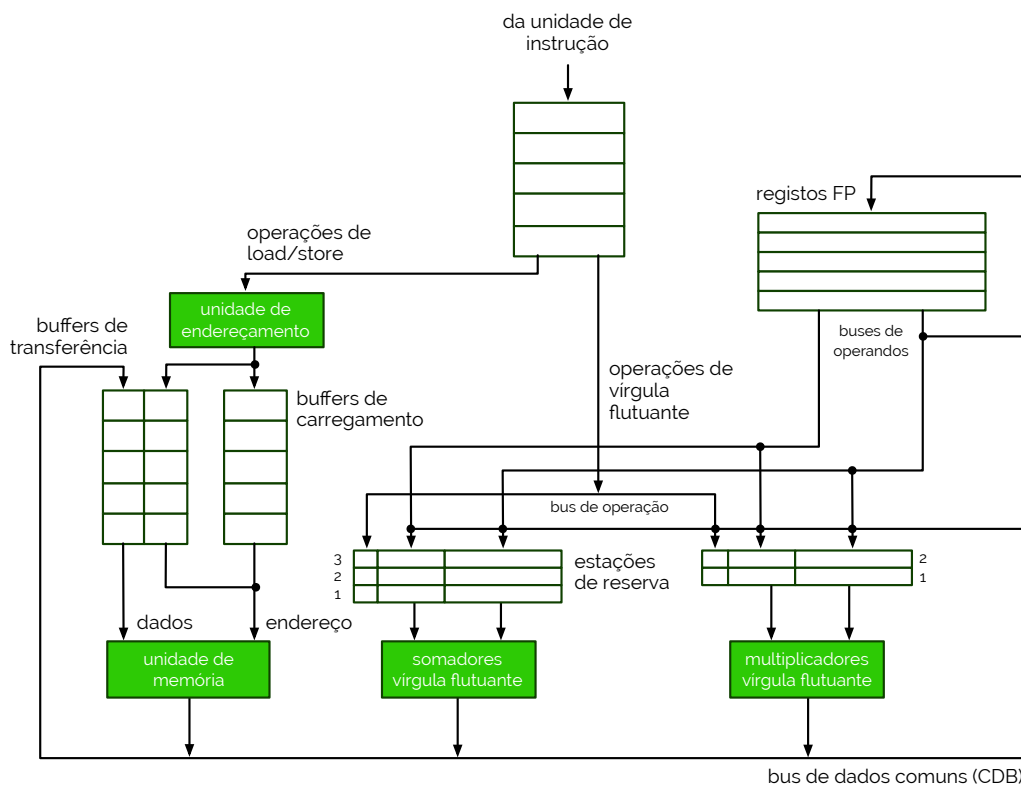 da unidade de
instrução
registos FP
operações de
load/store
unidade de
endereçamento
buffers de
transferência
buses de
operandos
operações de
vírgula
flutuante
buffers de
carregamento
bus de operação
3
2
1
estações
de reserva
2
1
dados
endereço
unidade de
memória
somadores
vírgula flutuante
multiplicadores
vírgula flutuante
bus de dados comuns (CDB)